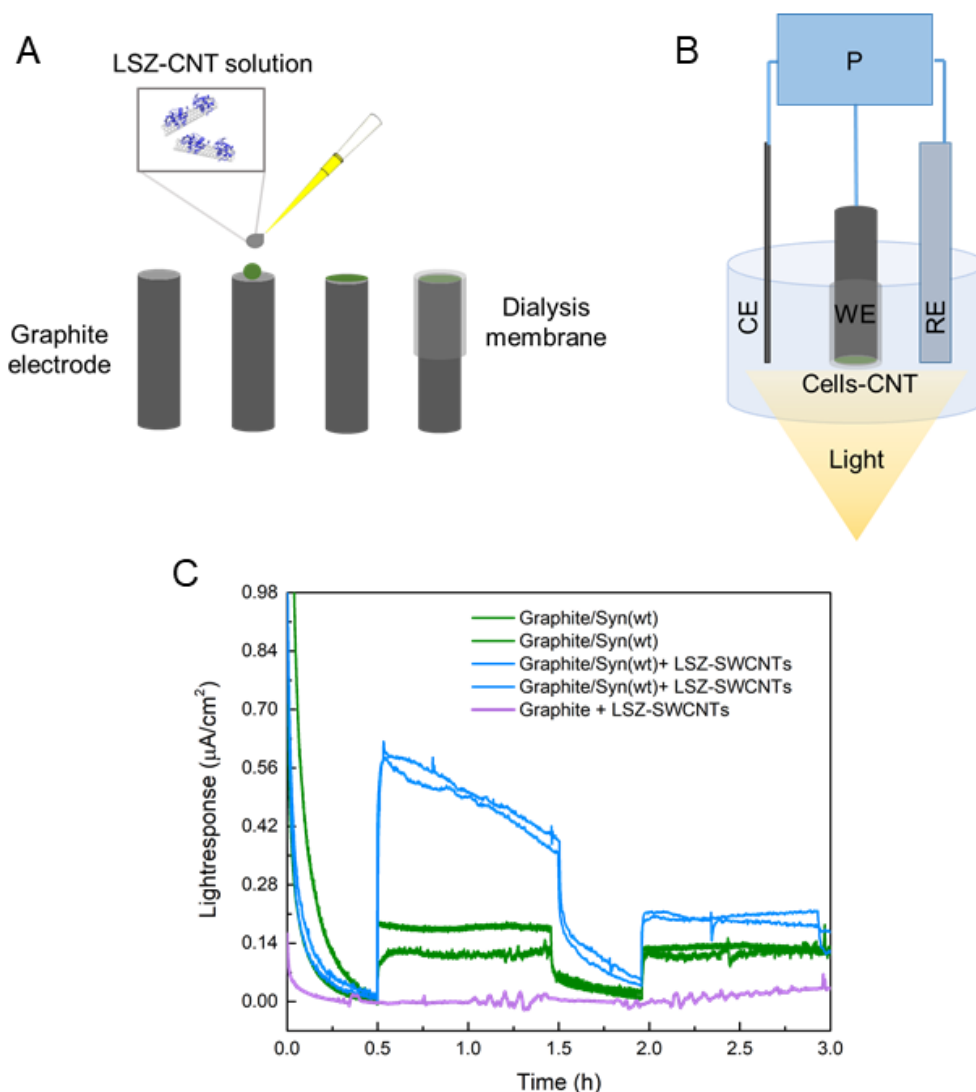 A
LSZ-CNT solution
Graphite
electrode
Dialysis
membrane
B
P
CE
WE
RE
Cells-CNT
Light
C
Lightresponse (µA/cm²)
0.98
0.84
0.70
0.56
0.42
0.28
0.14
0.00
Graphite/Syn(wt)
Graphite/Syn(wt)
Graphite/Syn(wt)+ LSZ-SWCNTs
Graphite/Syn(wt)+ LSZ-SWCNTs
Graphite + LSZ-SWCNTs
0.0 0.5 1.0 1.5 2.0 2.5 3.0
Time (h)